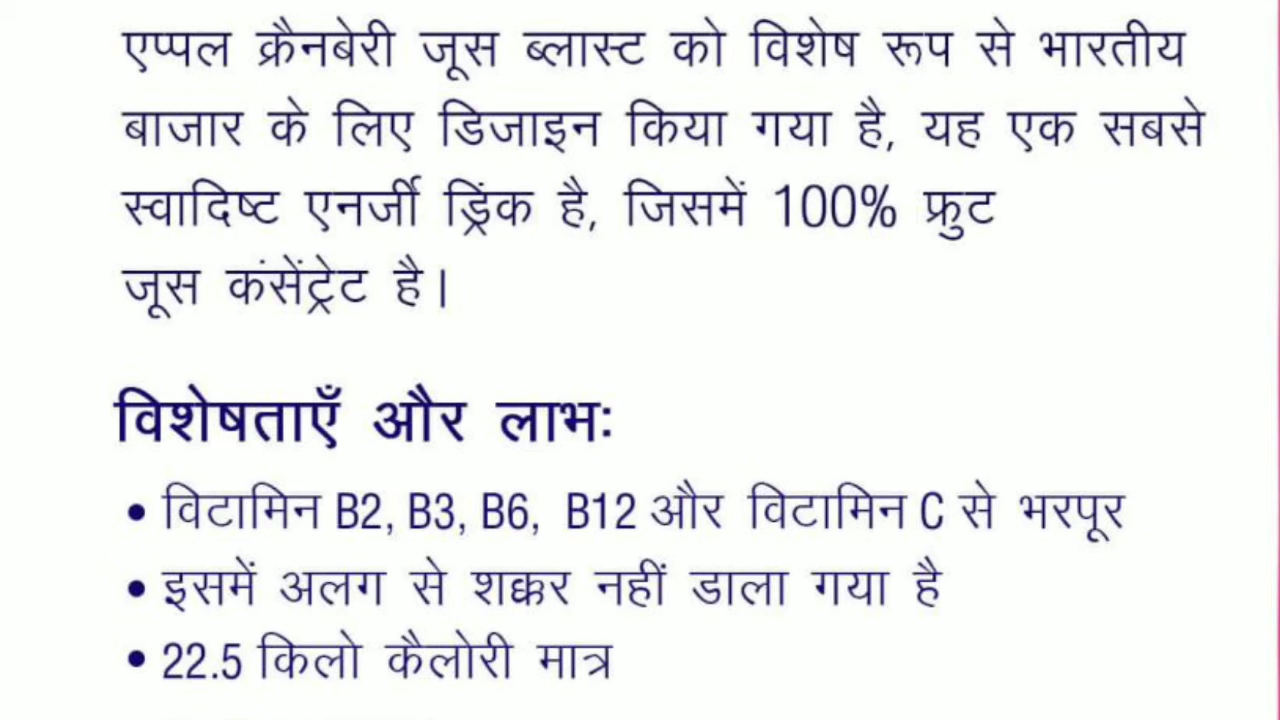 एप्पल क्रैनबेरी जूस ब्लास्ट को विशेष रूप से भारतीय
बाजार के लिए डिजाइन किया गया है, यह एक सबसे
स्वादिष्ट एनर्जी ड्रिंक है, जिसमें 100% फ्रुट
जूस कंसेंट्रेट है।
विशेषताएँ और लाभः
• विटामिन B2, B3, B6, B12 और विटामिन C से भरपूर
• इसमें अलग से शक्कर नहीं डाला गया है
• 22.5 किलो कैलोरी मात्र